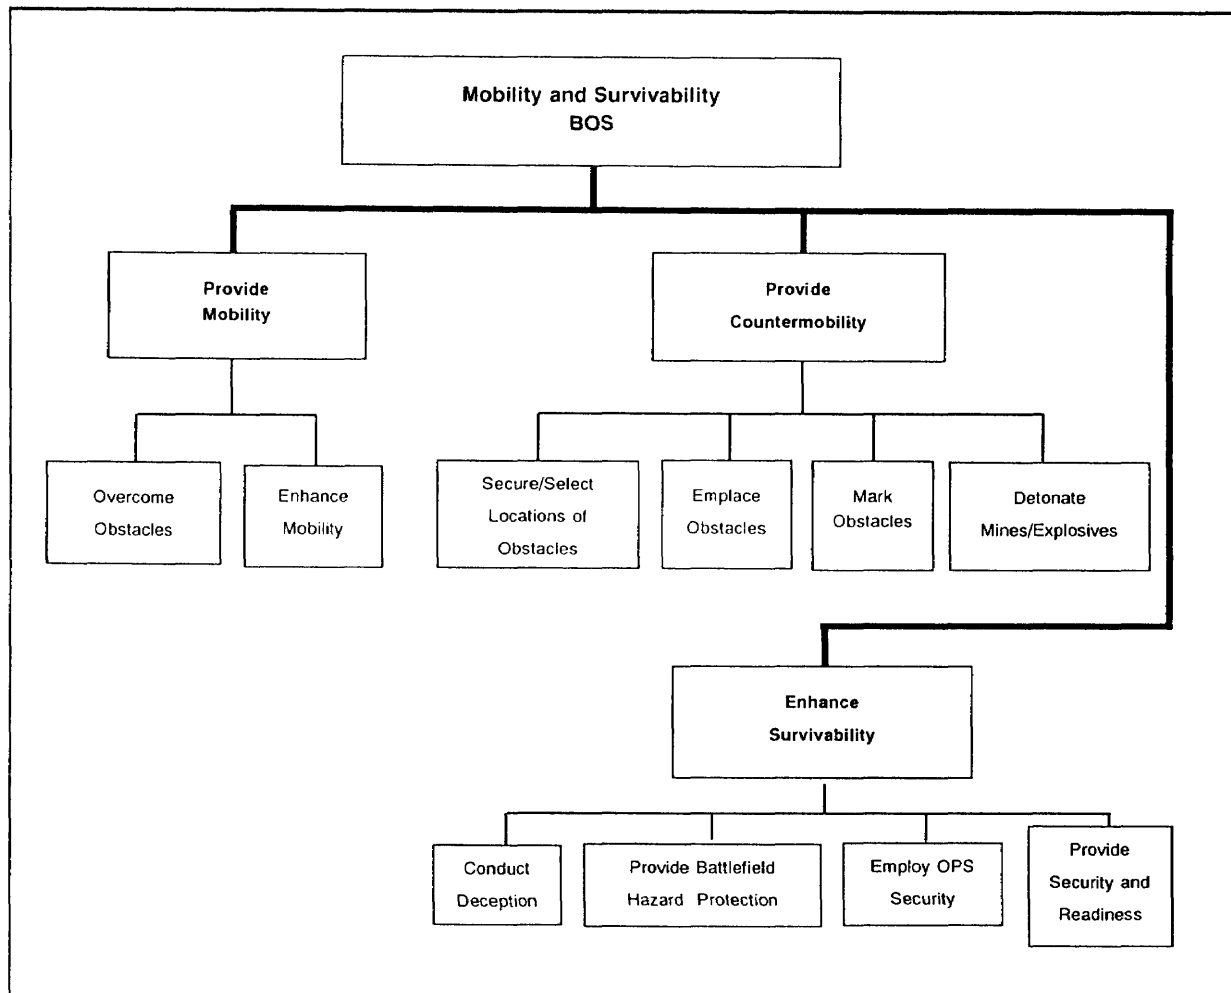 Mobility and Survivability
BOS
Provide
Mobility
Provide
Countermobility
Overcome
Obstacles
Enhance
Mobility
Secure/Select
Locations of
Obstacles
Emplace
Obstacles
Mark
Obstacles
Detonate
Mines/Explosives
Enhance
Survivability
Conduct
Deception
Provide Battlefield
Hazard Protection
Employ OPS
Security
Provide
Security and
Readiness